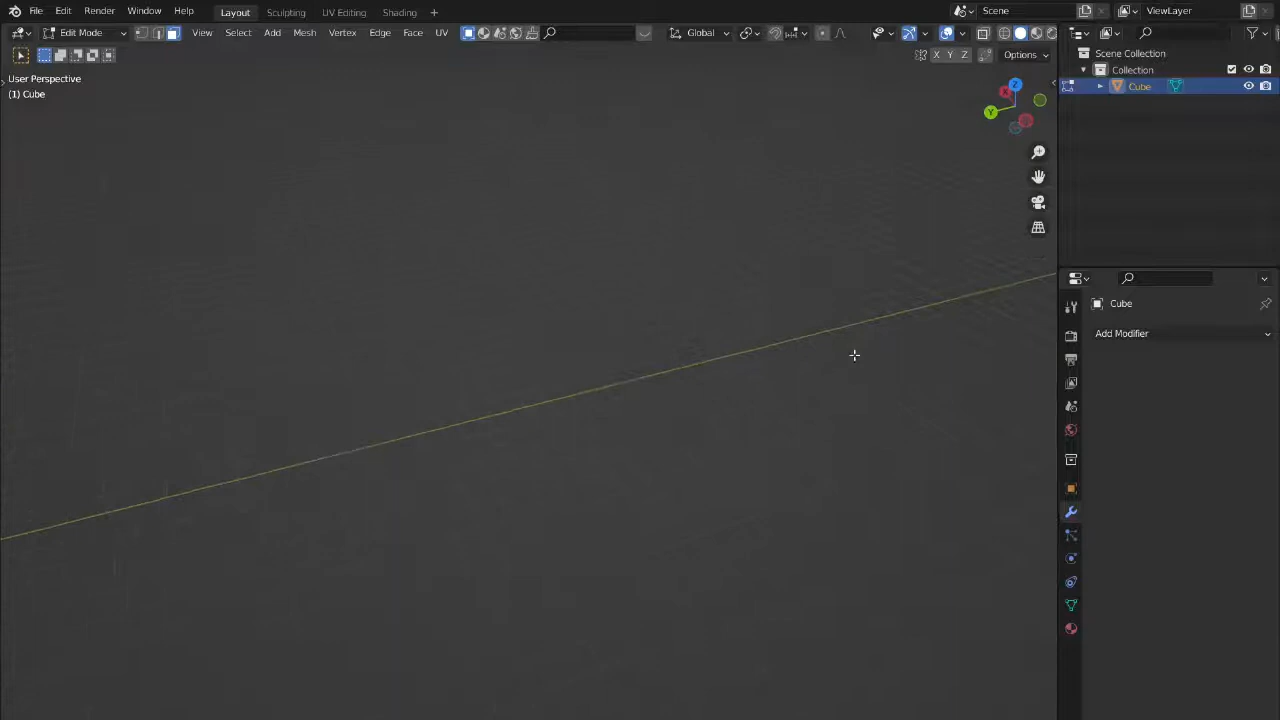 File Edit Render Window Help Layout Sculpting UV Editing Shading + Scene ViewLayer
Edit Mode View Select Add Mesh Vertex Edge Face UV Global
X Y Z Options
Scene Collection
Collection
Cube
User Perspective
(1) Cube
Z
X
Y
Cube
Add Modifier